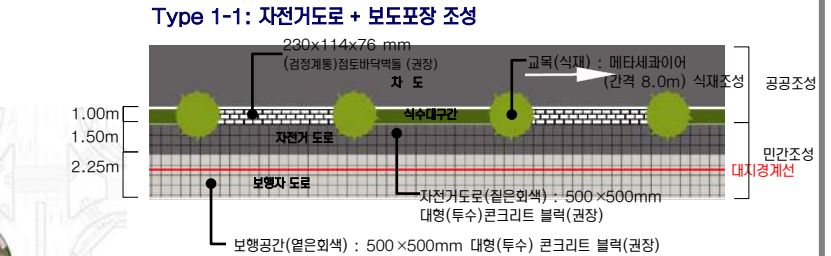 Type 1-1: 자전거도로 + 보도포장 조성
230x114x76 mm
(검정계통)점토바닥벽돌 (권장)
차 도
교목(식재) : 메타세콰이어
(간격 8.0m) 식재조성
공공조성
1.00m
식수대구간
1.50m
자전거 도로
민간조성
2.25m
대지경계선
보행자 도로
자전거도로(짙은회색) : 500×500mm
대형(투수)콘크리트 블럭(권장)
보행공간(옅은회색) : 500×500mm 대형(투수) 콘크리트 블럭(권장)